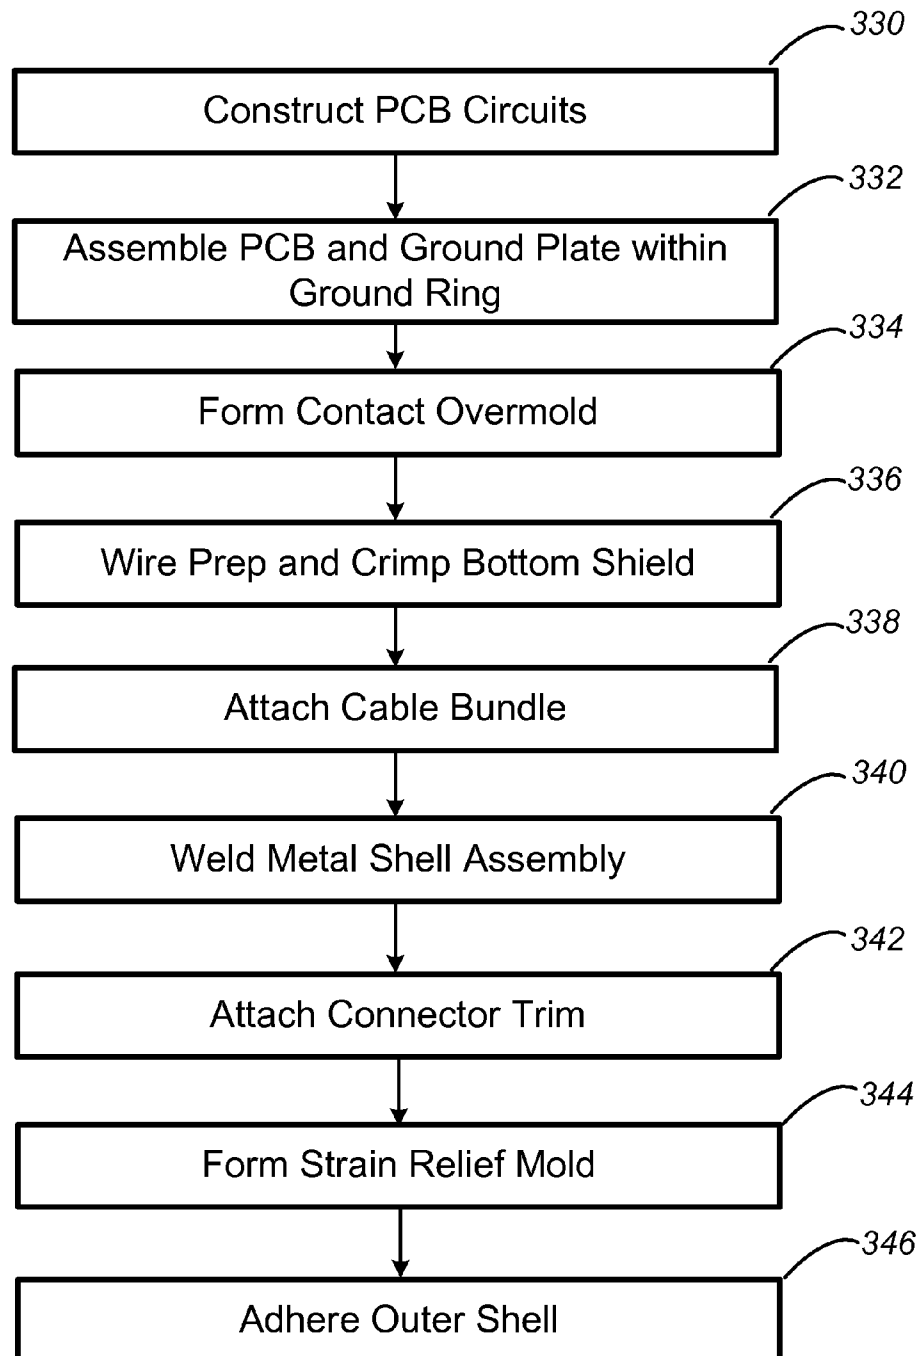 330
Construct PCB Circuits
332
Assemble PCB and Ground Plate within
Ground Ring
334
Form Contact Overmold
336
Wire Prep and Crimp Bottom Shield
338
Attach Cable Bundle
340
Weld Metal Shell Assembly
342
Attach Connector Trim
344
Form Strain Relief Mold
346
Adhere Outer Shell